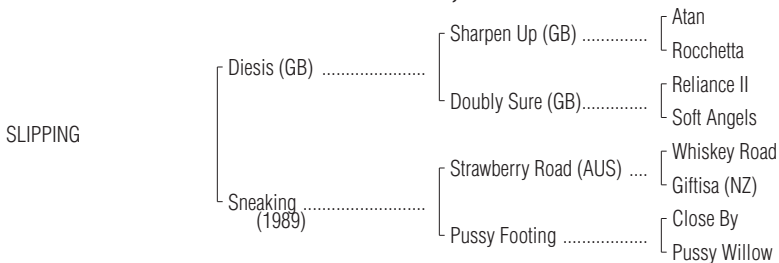 Atan
Sharpen Up (GB) ..............
Rocchetta
Diesis (GB) ......................
Reliance II
Doubly Sure (GB)..............
Soft Angels
SLIPPING
Whiskey Road
Strawberry Road (AUS) ....
Giftisa (NZ)
Sneaking ..........................
(1989)
Close By
Pussy Footing ..................
Pussy Willow